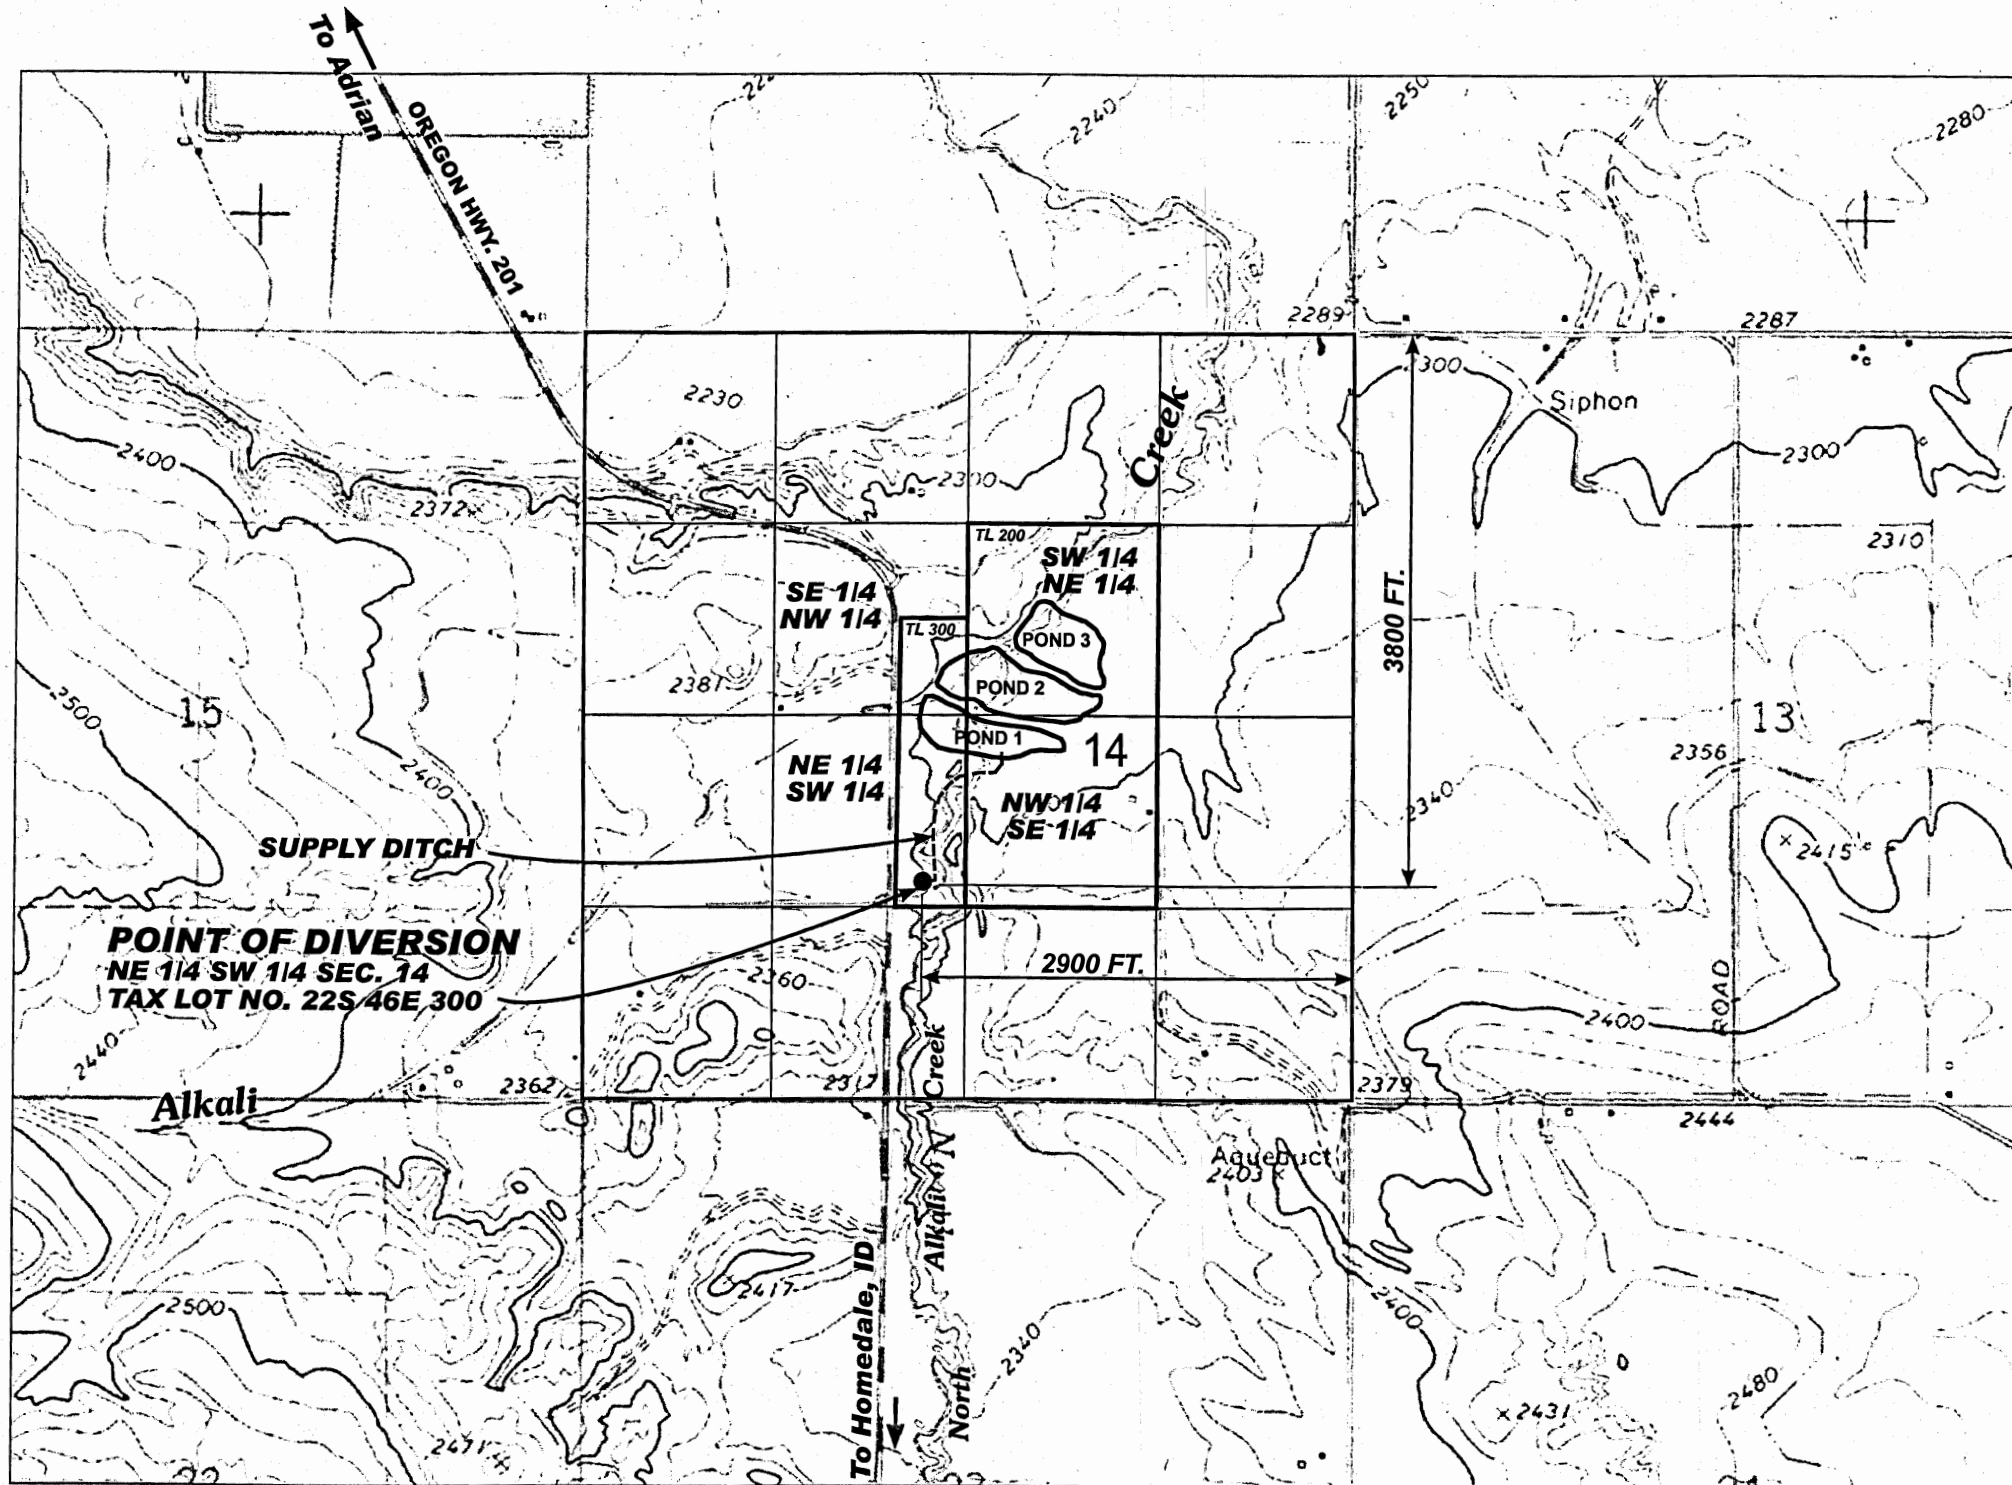 To Adrian
OREGON HWY. 201
2240
2250
2280
2289
2287
2230
2300
Siphon
Creek
2400
2300
2300
2372
2310
TL 200
SW 1/4
NE 1/4
SE 1/4
NW 1/4
3800 FT.
TL 300
POND 3
2381
POND 2
2500
15
13
POND 1
14
2356
NE 1/4
SW 1/4
2400
NW 1/4
SE 1/4
2340
SUPPLY DITCH
2415
POINT OF DIVERSION
NE 1/4 SW 1/4 SEC. 14
TAX LOT NO. 22S 46E 300
2900 FT.
2360
ROAD
2400
2440
Creek
2362
2317
2379
Alkali
2444
Aqueduct
2403
Alkali
N
2417
To Homedale, ID
2500
2400
2340
North
2480
2431
2471